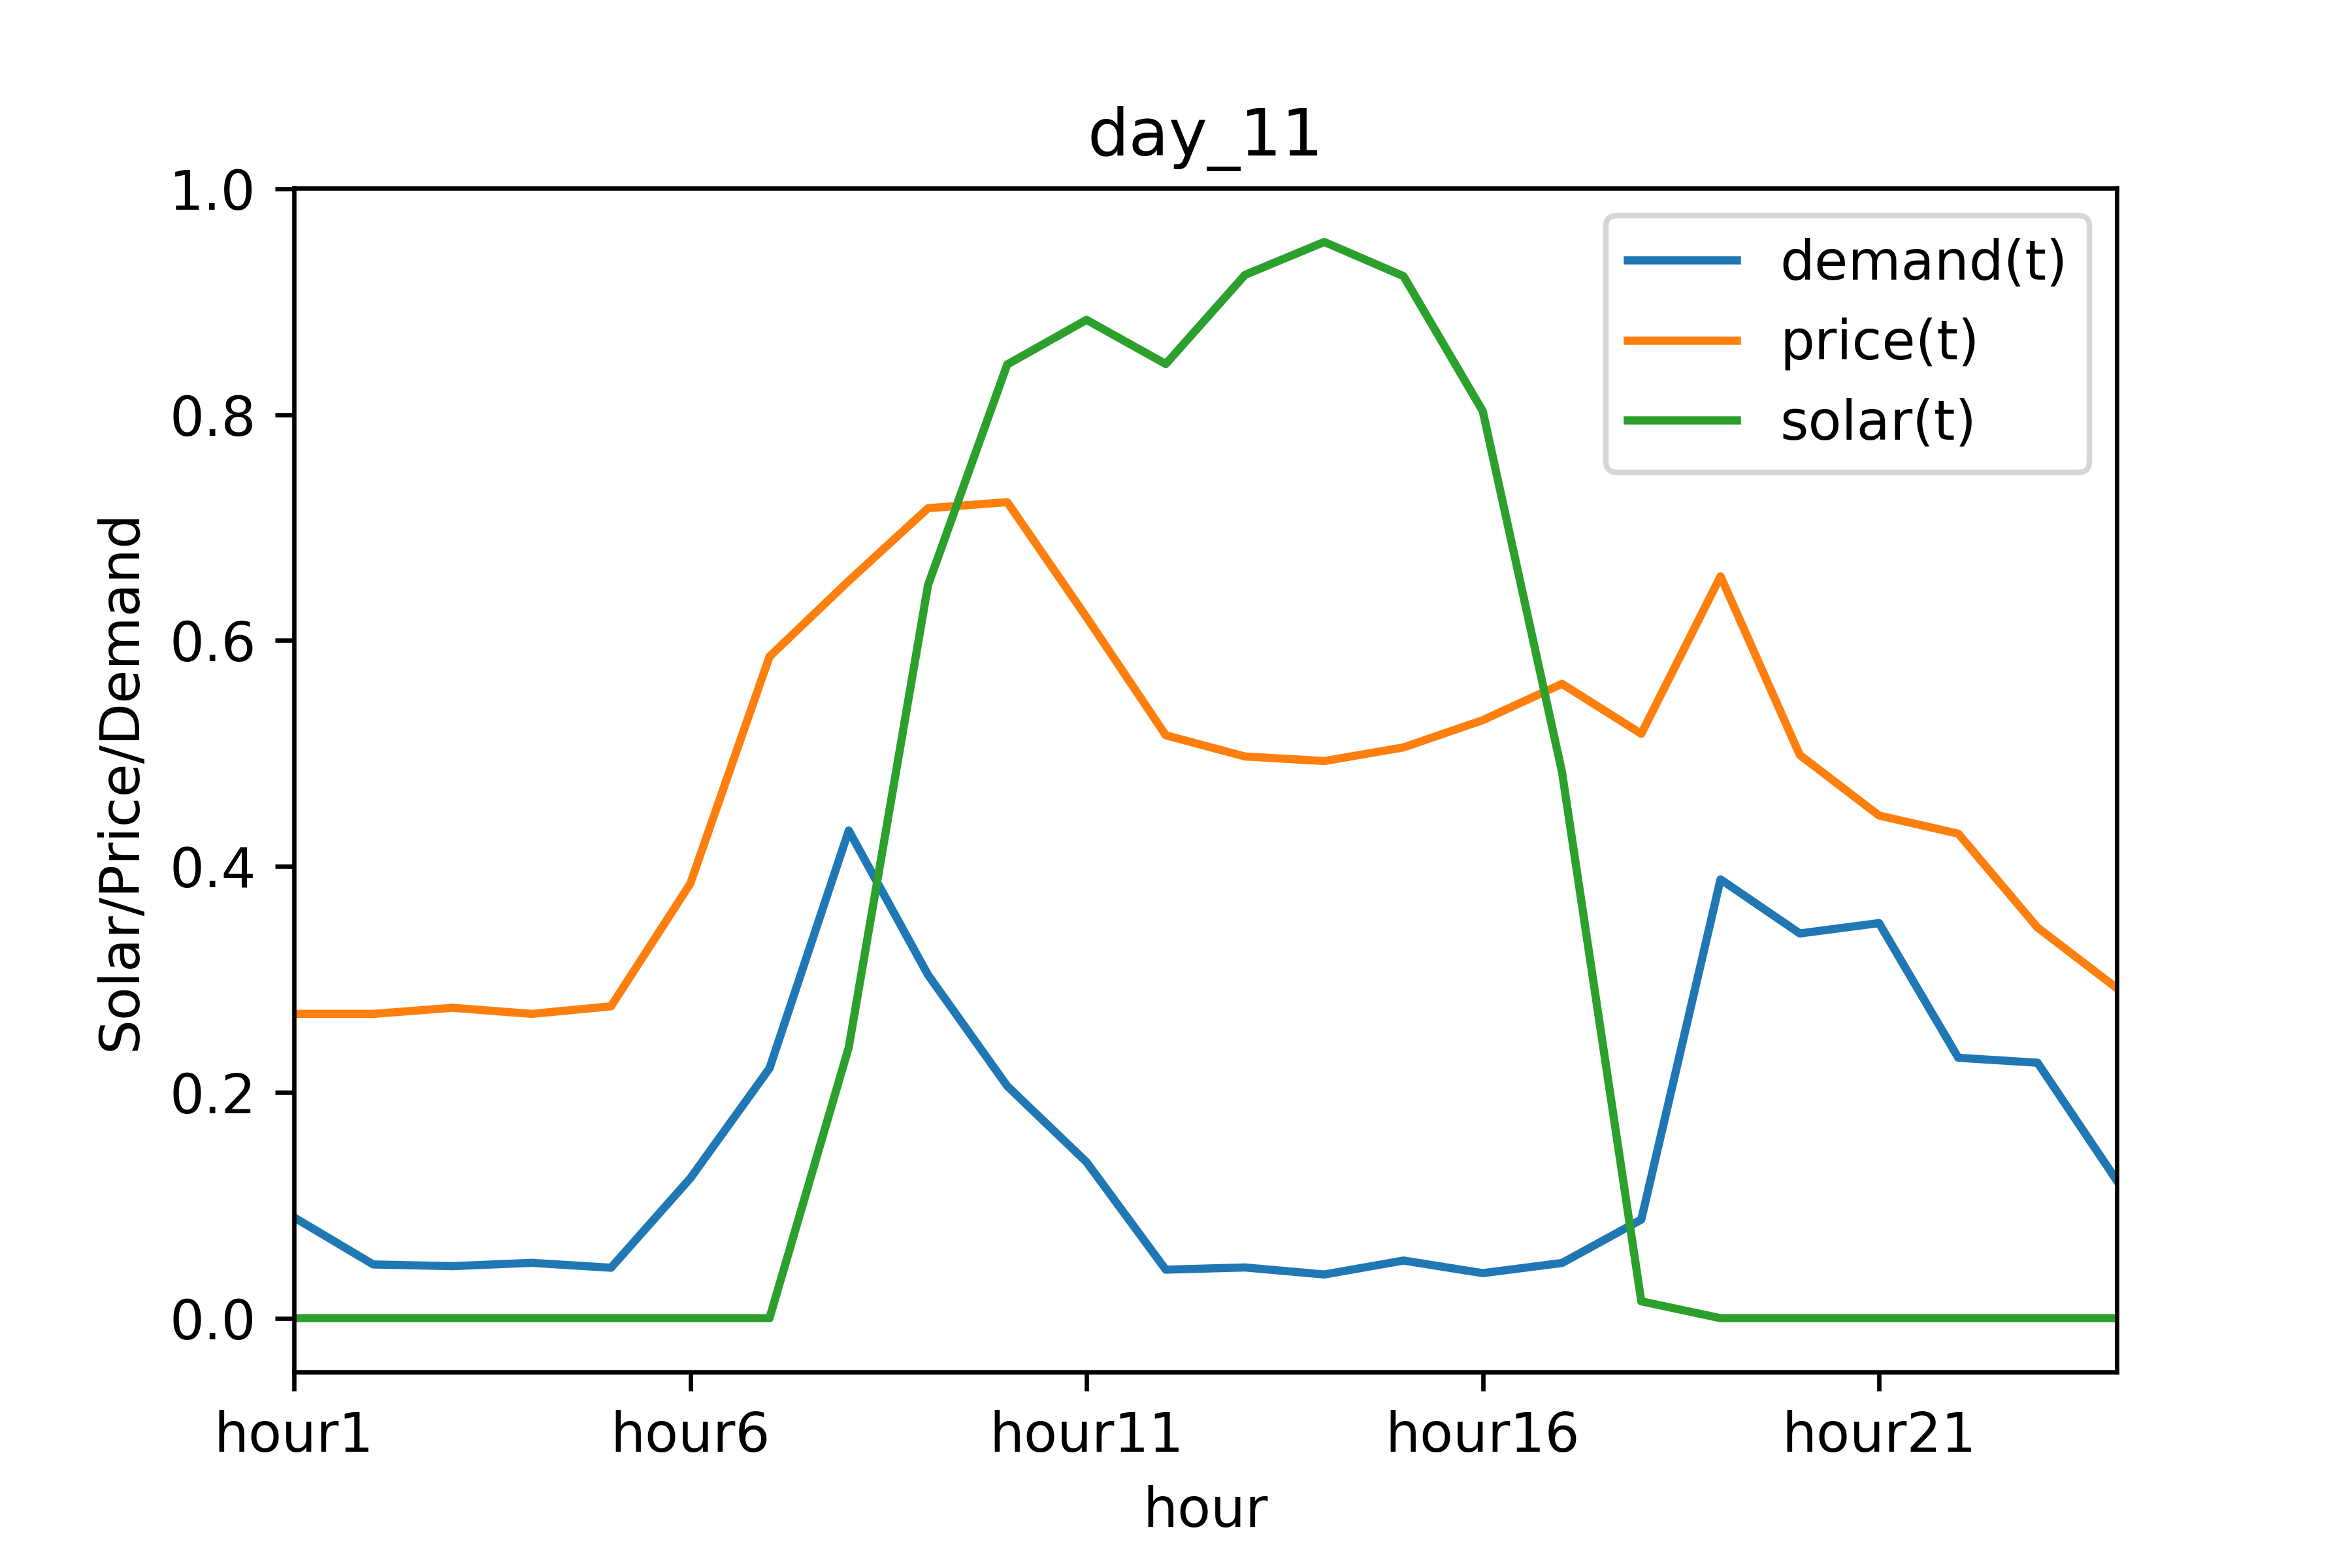 day_11
1.0
0.8
0.6
0.4
0.2
0.0
Solar/Price/Demand
demand(t)
price(t)
solar(t)
hour1 hour6 hour11 hour16 hour21
hour